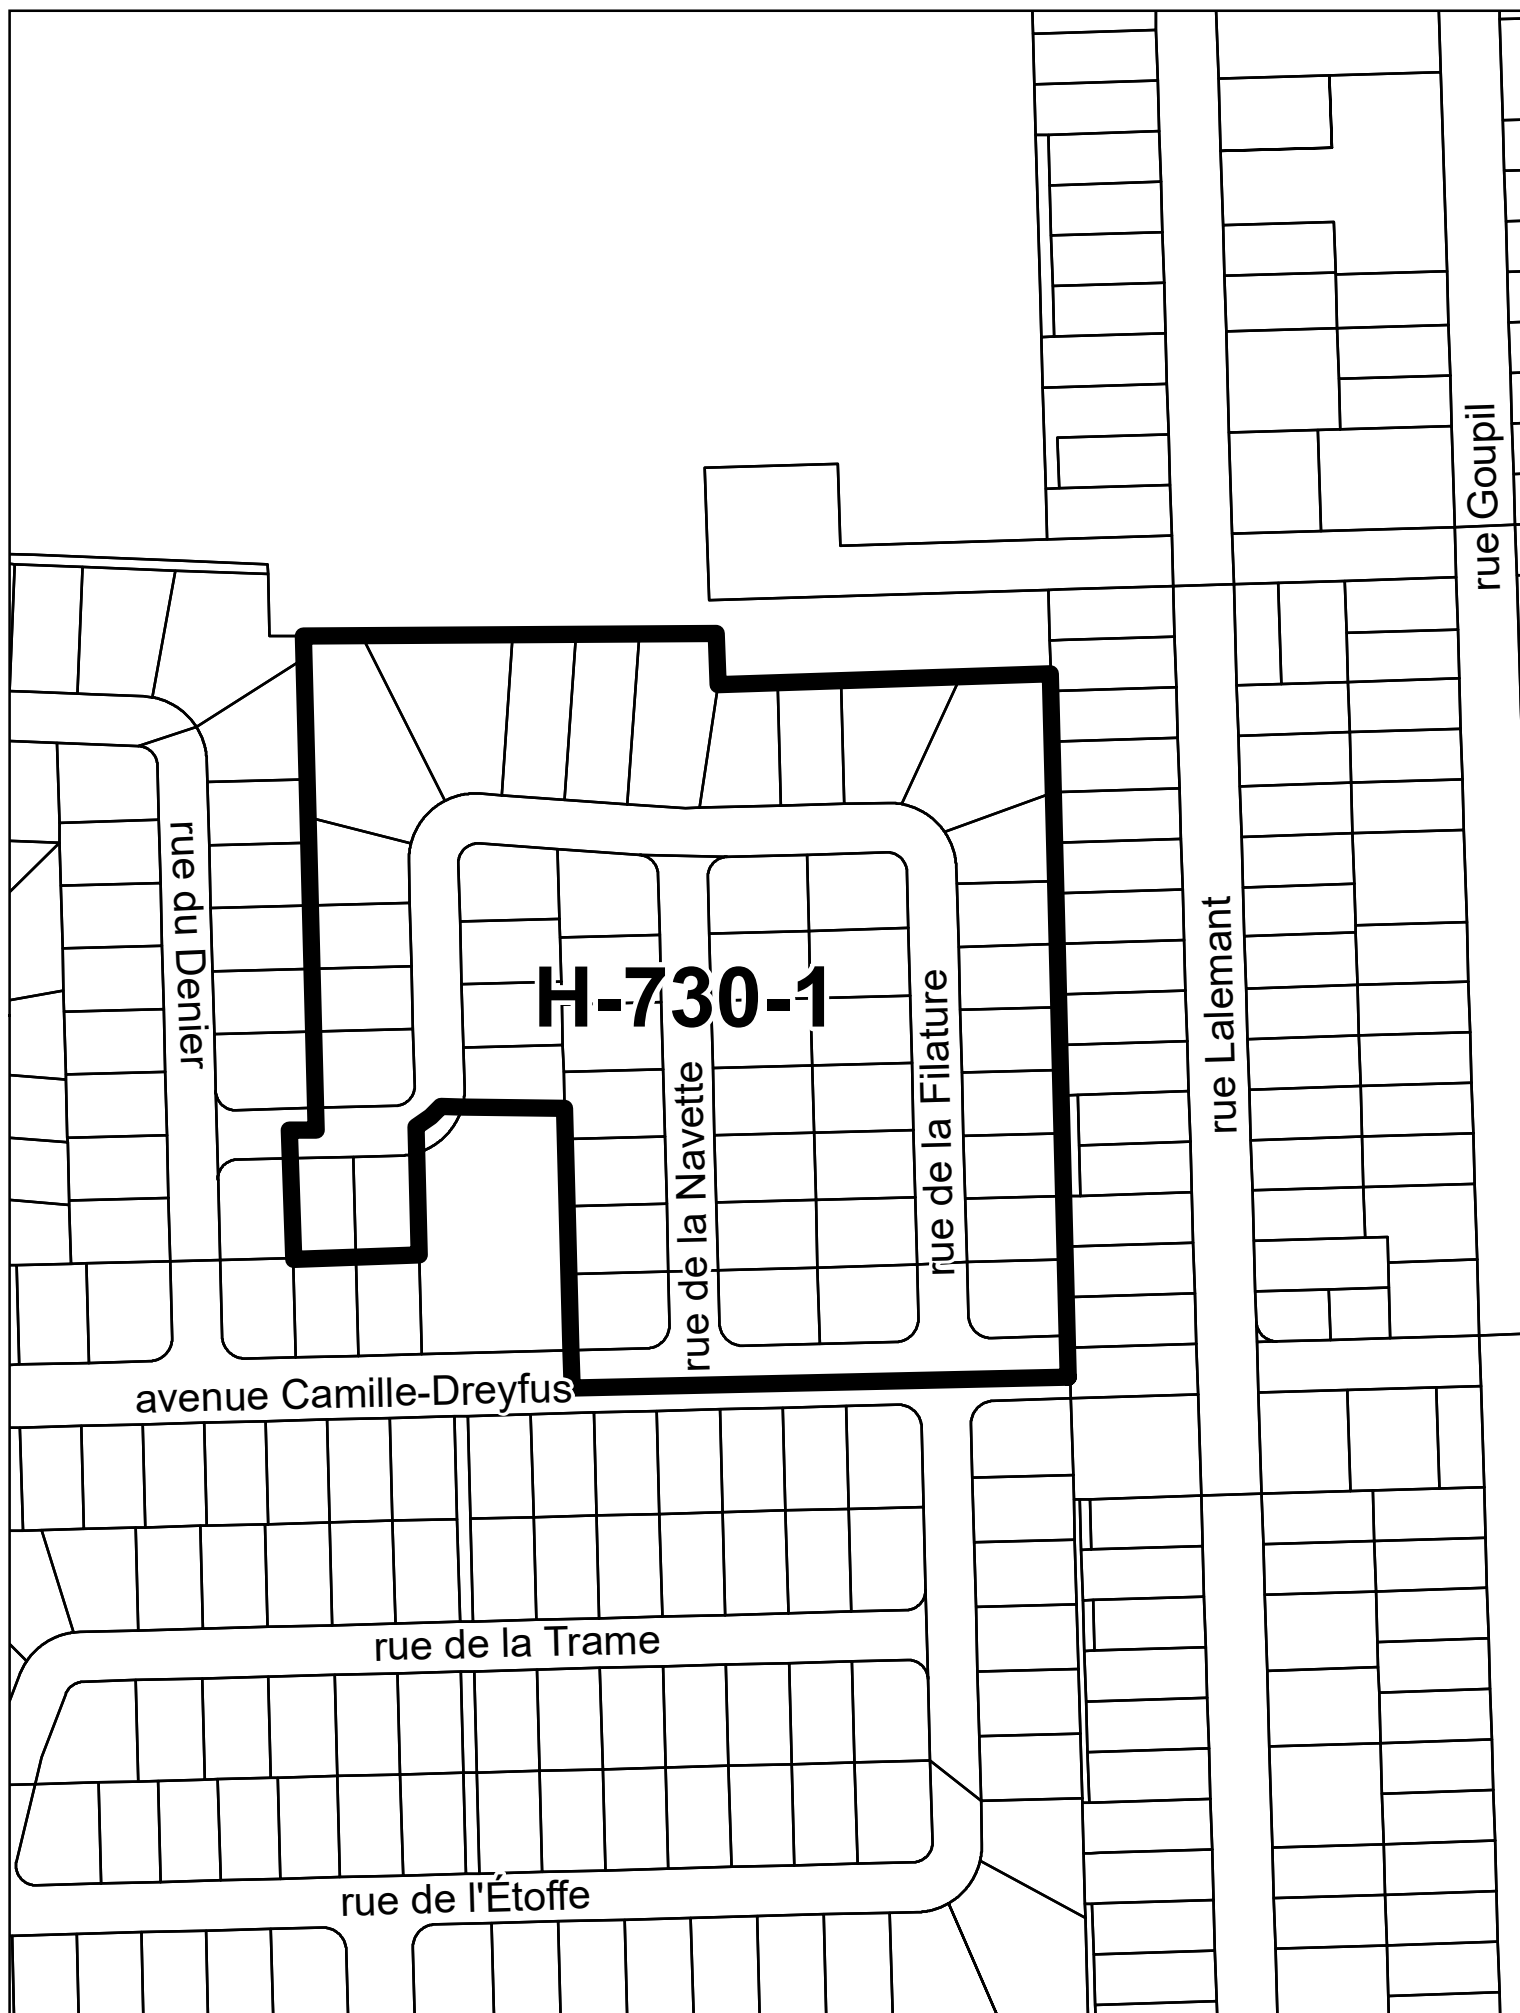 rue Goupil
rue du Denier
H-730-1
rue Lalemant
rue de la Filature
rue de la Navette
avenue Camille-Dreyfus
rue de la Trame
rue de l'Étoffe